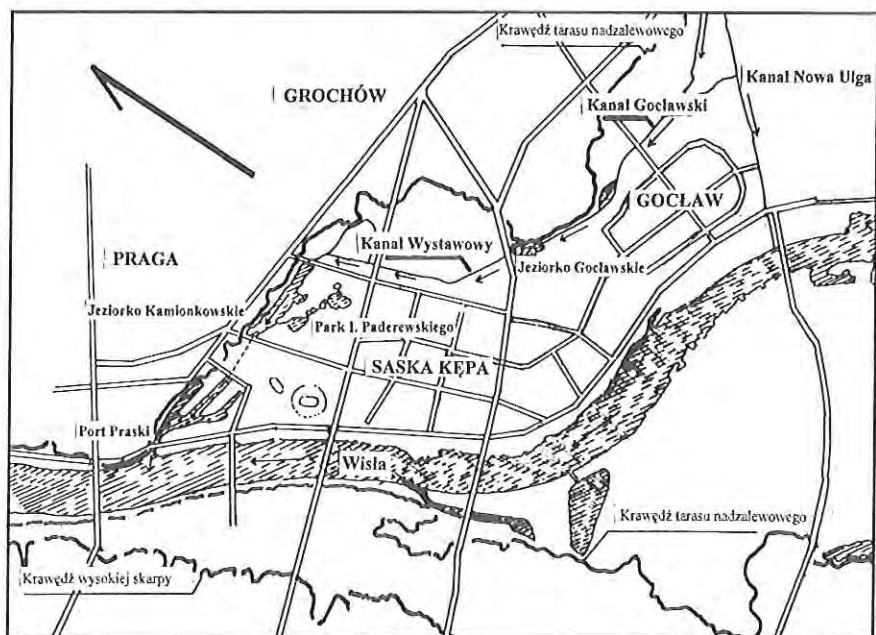 Krawędź tarasu nadzalewowego
GROCHÓW
Kanał Nowa Ulga
Kanał Gocławski
GOCŁAW
Kanał Wystawowy
PRAGA
Jeziorko Gocławskie
Jeziorko Kamionkowskie
Park I. Paderewskiego
SASKA KĘPA
Port Praski
Wisła
Krawędź tarasu nadzalewowego
Krawędź wysokiej skarpy